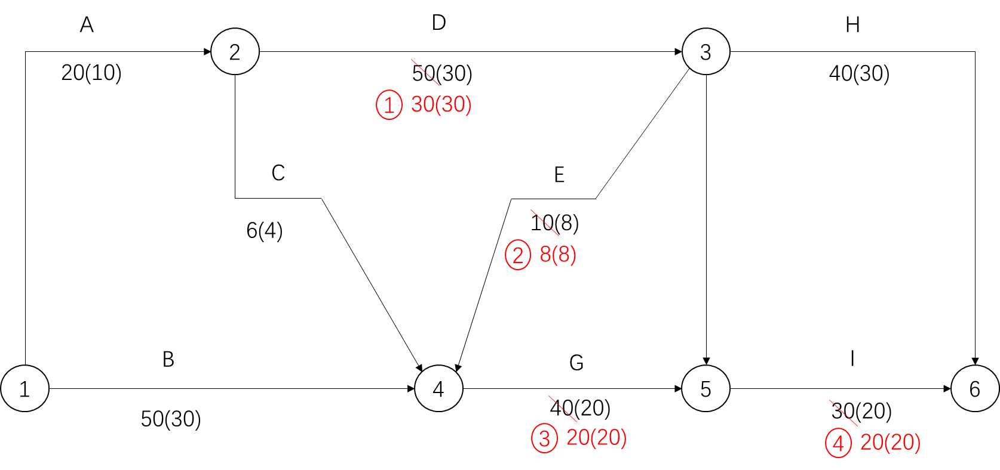 A
D
H
2
3
20(10)
50(30)
40(30)
① 30(30)
C
E
6(4)
10(8)
② 8(8)
B
G
I
1
4
5
6
50(30)
40(20)
30(20)
③ 20(20)
④ 20(20)